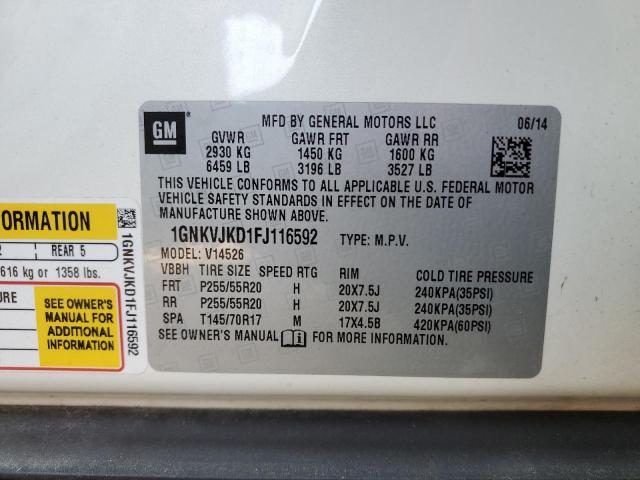 GM
MFD BY GENERAL MOTORS LLC 06/14
GVWR GAWR FRT GAWR RR
2930 KG 1450 KG 1600 KG
6459 LB 3196 LB 3527 LB
THIS VEHICLE CONFORMS TO ALL APPLICABLE U.S. FEDERAL MOTOR
VEHICLE SAFETY STANDARDS IN EFFECT ON THE DATE OF
MANUFACTURE SHOWN ABOVE.
1GNKVJKD1FJ116592 TYPE: M.P.V.
MODEL: V14526
VBBH TIRE SIZE SPEED RTG RIM COLD TIRE PRESSURE
FRT P255/55R20 H 20X7.5J 240KPA(35PSI)
RR P255/55R20 H 20X7.5J 240KPA(35PSI)
SPA T145/70R17 M 17X4.5B 420KPA(60PSI)
SEE OWNER'S MANUAL i FOR MORE INFORMATION.
ORMATION
2 REAR 5
616 kg or 1358 lbs.
URE
SEE OWNER'S
MANUAL FOR
ADDITIONAL
INFORMATION
1GNKVJKD1FJ116592